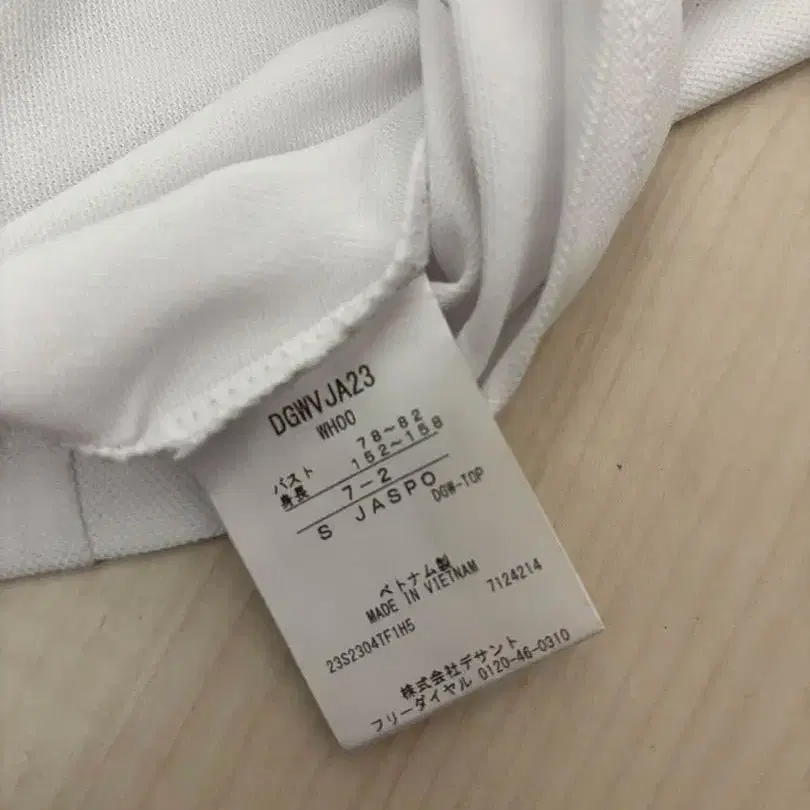 DGWVJA23
WH00
バスト 78~82
身長 152~158
7-2
S JASPO
DGW-TOP
ベトナム製
MADE IN VIETNAM
7124214
23S2304TF1H5
株式会社デサント
フリーダイヤル 0120-46-0310